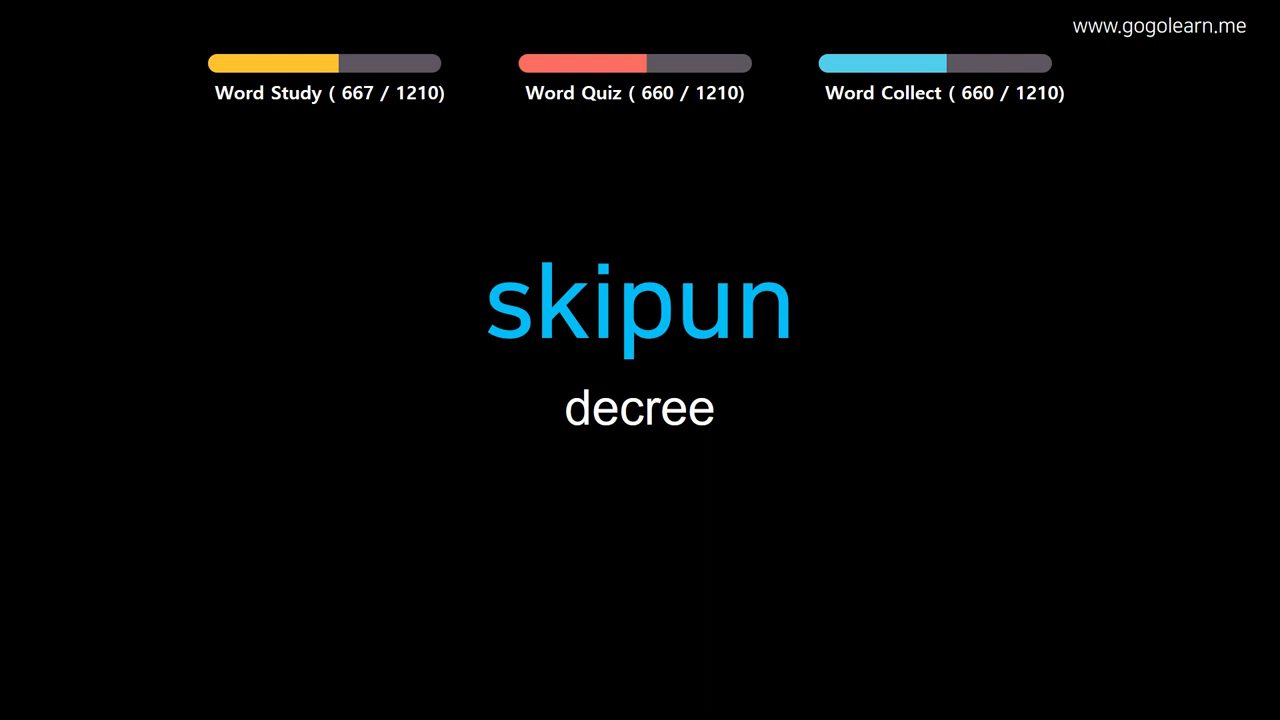 www.gogolearn.me
Word Study ( 667 / 1210)
Word Quiz ( 660 / 1210)
Word Collect ( 660 / 1210)
skipun
decree